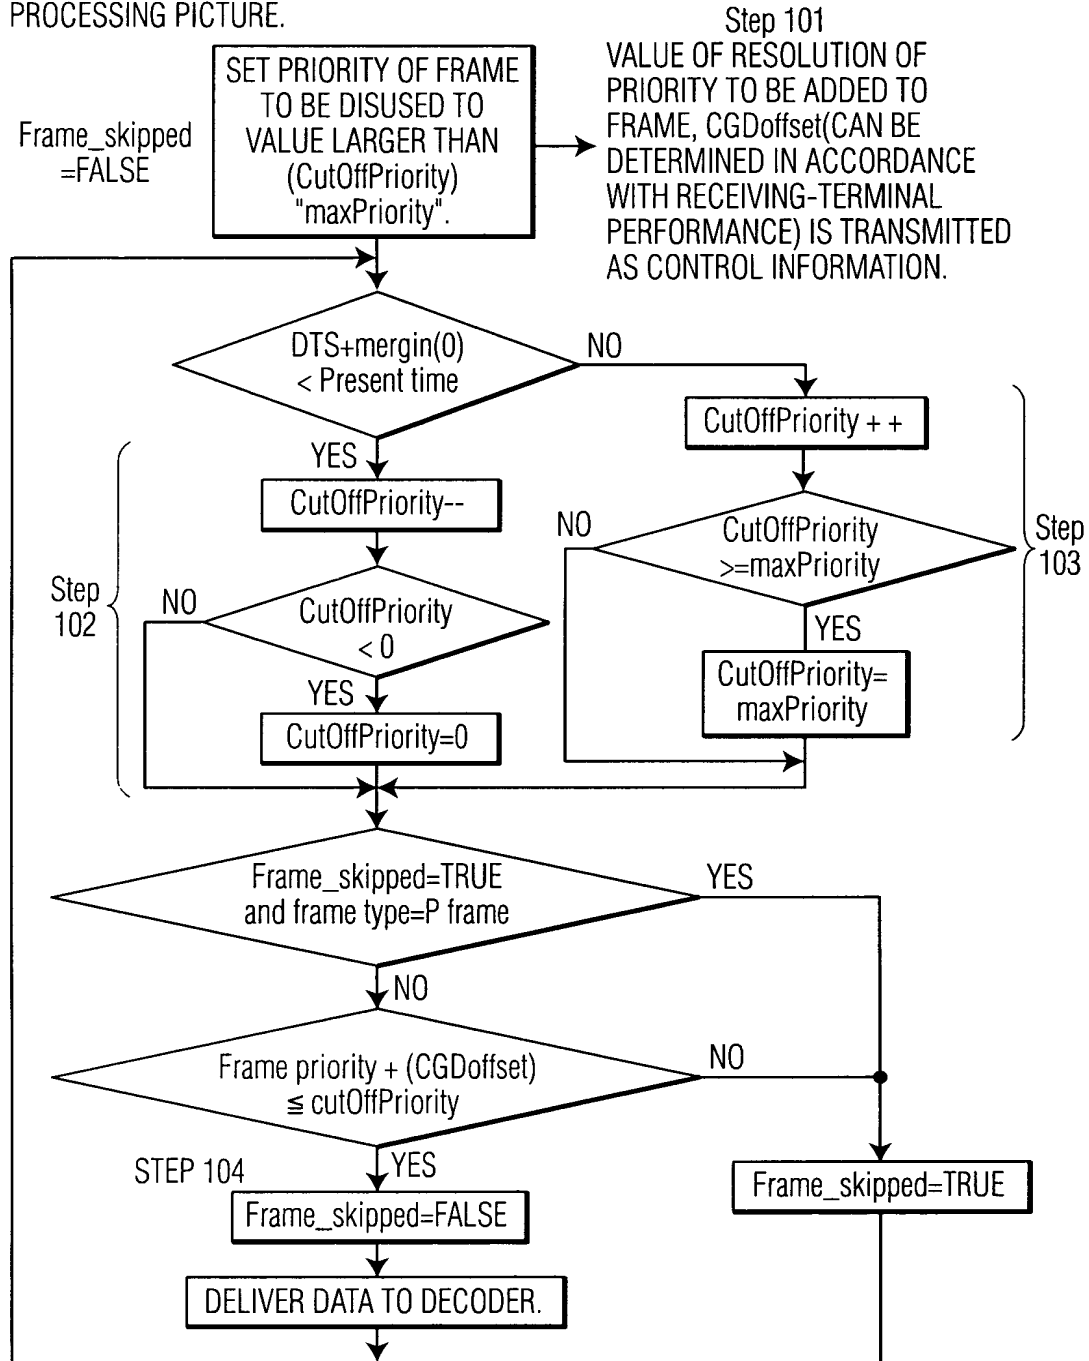 PROCESSING PICTURE.
Step 101
VALUE OF RESOLUTION OF
PRIORITY TO BE ADDED TO
FRAME, CGDoffset(CAN BE
DETERMINED IN ACCORDANCE
WITH RECEIVING-TERMINAL
PERFORMANCE) IS TRANSMITTED
AS CONTROL INFORMATION.
SET PRIORITY OF FRAME
TO BE DISUSED TO
VALUE LARGER THAN
(CutOffPriority)
"maxPriority".
Frame_skipped
=FALSE
DTS+mergin(0)
< Present time
NO
YES
CutOffPriority + +
CutOffPriority--
CutOffPriority
>=maxPriority
NO
YES
Step
103
CutOffPriority=
maxPriority
Step
102
NO
CutOffPriority
< 0
YES
CutOffPriority=0
Frame_skipped=TRUE
and frame type=P frame
YES
NO
Frame priority + (CGDoffset)
≦ cutOffPriority
NO
YES
STEP 104
Frame_skipped=FALSE
Frame_skipped=TRUE
DELIVER DATA TO DECODER.